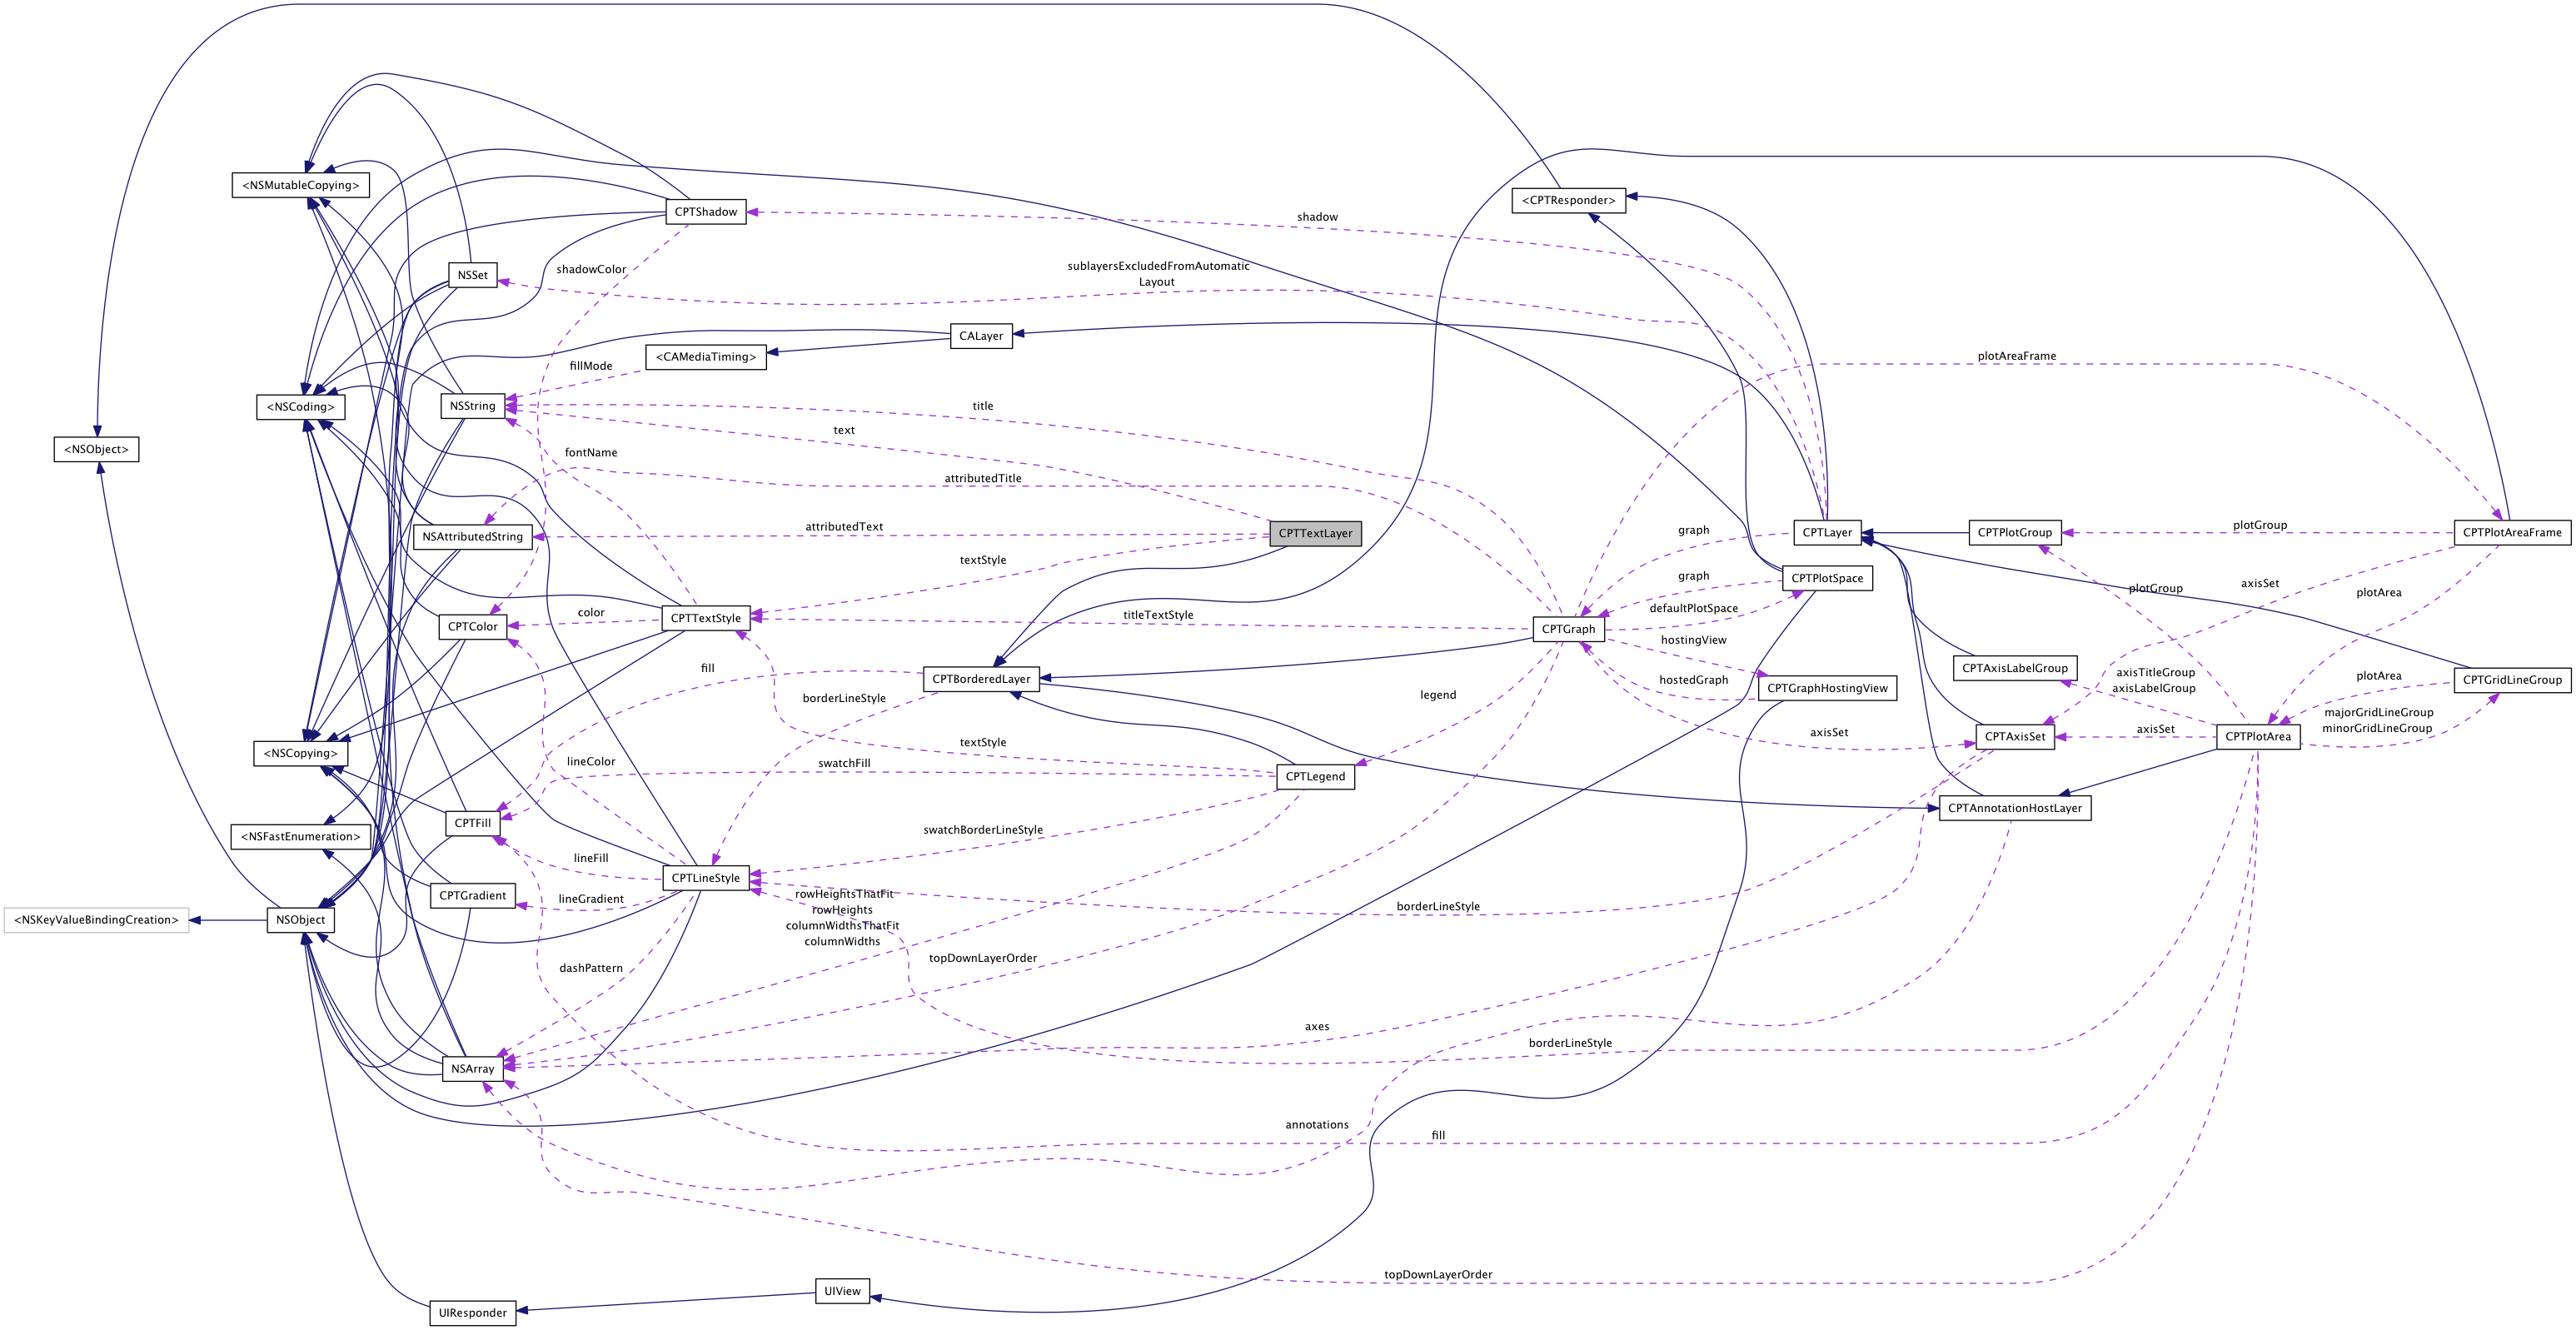 <NSMutableCopying>
<CPTResponder>
CPTShadow
shadow
shadowColor
NSSet
sublayersExcludedFromAutomatic
Layout
CALayer
<CAMediaTiming>
plotAreaFrame
fillMode
<NSCoding>
NSString
title
text
<NSObject>
fontName
attributedTitle
attributedText
NSAttributedString
CPTTextLayer
graph
CPTLayer
CPTPlotGroup
plotGroup
CPTPlotAreaFrame
textStyle
graph
CPTPlotSpace
axisSet
plotGroup
plotArea
color
CPTColor
CPTTextStyle
titleTextStyle
defaultPlotSpace
CPTGraph
hostingView
fill
CPTBorderedLayer
hostedGraph
CPTGraphHostingView
CPTAxisLabelGroup
axisTitleGroup
axisLabelGroup
plotArea
CPTGridLineGroup
borderLineStyle
legend
majorGridLineGroup
minorGridLineGroup
axisSet
CPTAxisSet
axisSet
CPTPlotArea
<NSCopying>
textStyle
lineColor
swatchFill
CPTLegend
CPTAnnotationHostLayer
CPTFill
<NSFastEnumeration>
swatchBorderLineStyle
lineFill
CPTLineStyle
CPTGradient
lineGradient
rowHeightsThatFit
rowHeights
columnWidthsThatFit
columnWidths
borderLineStyle
<NSKeyValueBindingCreation>
NSObject
dashPattern
topDownLayerOrder
axes
borderLineStyle
NSArray
annotations
fill
topDownLayerOrder
UIView
UIResponder